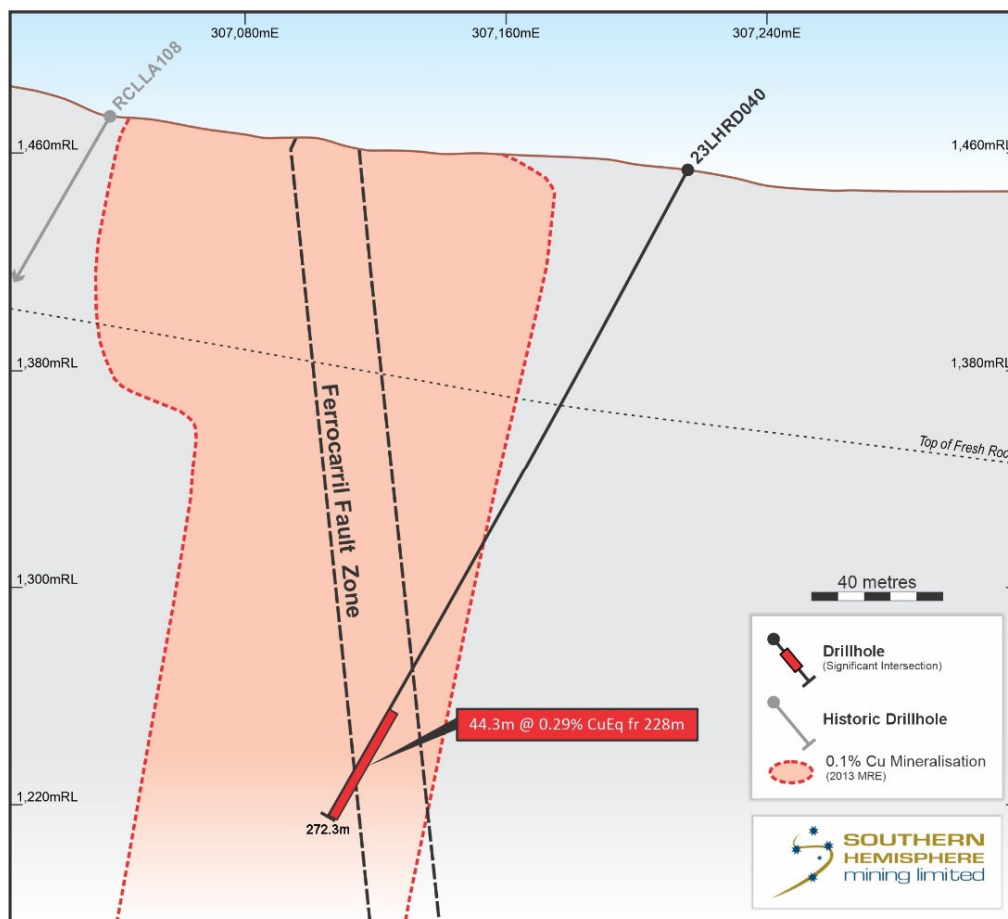 307,080mE
307,160mE
307,240mE
RCLLA108
23LHRD040
1,460mRL
1,460mRL
1,380mRL
1,380mRL
Ferrocarril Fault Zone
Top of Fresh Roc
1,300mRL
40 metres
Drillhole
(Significant Intersection)
Historic Drillhole
0.1% Cu Mineralisation
(2013 MRE)
44.3m @ 0.29% CuEq fr 228m
1,220mRL
272.3m
SOUTHERN
HEMISPHERE
mining limited